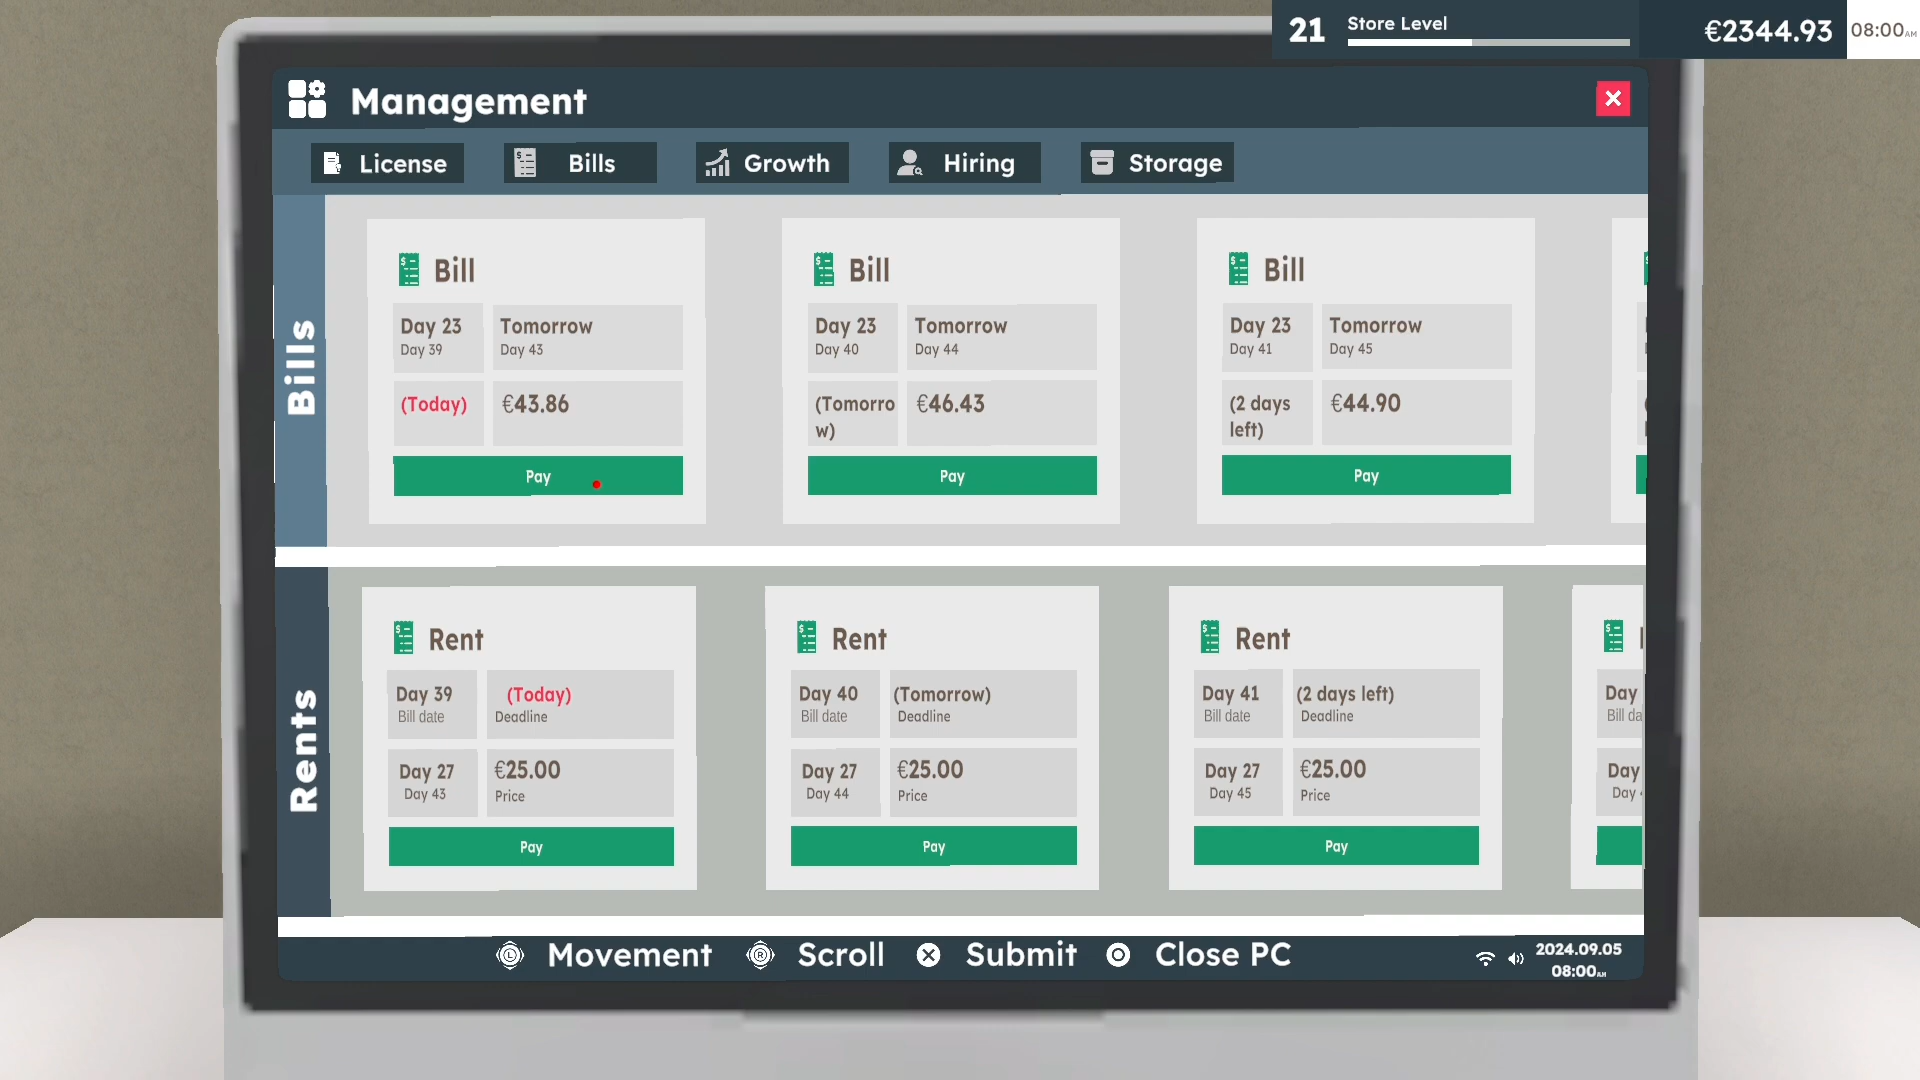 21 Store Level €2344.93 08:00AM
Management
License Bills Growth Hiring Storage
Bills
Bill
Day 23 Tomorrow
Day 39 Day 43
(Today) €43.86
Pay
Bill
Day 23 Tomorrow
Day 40 Day 44
(Tomorro €46.43
w)
Pay
Bill
Day 23 Tomorrow
Day 41 Day 45
(2 days €44.90
left)
Pay
Rents
Rent
Day 39 (Today)
Bill date Deadline
Day 27 €25.00
Day 43 Price
Pay
Rent
Day 40 (Tomorrow)
Bill date Deadline
Day 27 €25.00
Day 44 Price
Pay
Rent
Day 41 (2 days left)
Bill date Deadline
Day 27 €25.00
Day 45 Price
Pay
Day
Bill da
Day
Day
L Movement R Scroll Submit Close PC
2024.09.05
08:00AM